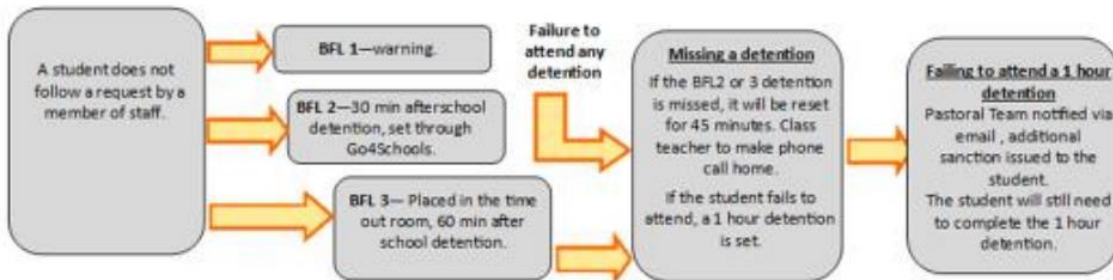 A student does not
follow a request by a
member of staff.
BFL 1—warning.
BFL 2—30 min afterschool
detention, set through
Go4Schools.
BFL 3— Placed in the time
out room, 60 min after
school detention.
Failure to
attend any
detention
Missing a detention
If the BFL2 or 3 detention
is missed, it will be reset
for 45 minutes. Class
teacher to make phone
call home.
If the student fails to
attend, a 1 hour detention
is set.
Failing to attend a 1 hour
detention
Pastoral Team notified via
email , additional
sanction issued to the
student.
The student will still need
to complete the 1 hour
detention.